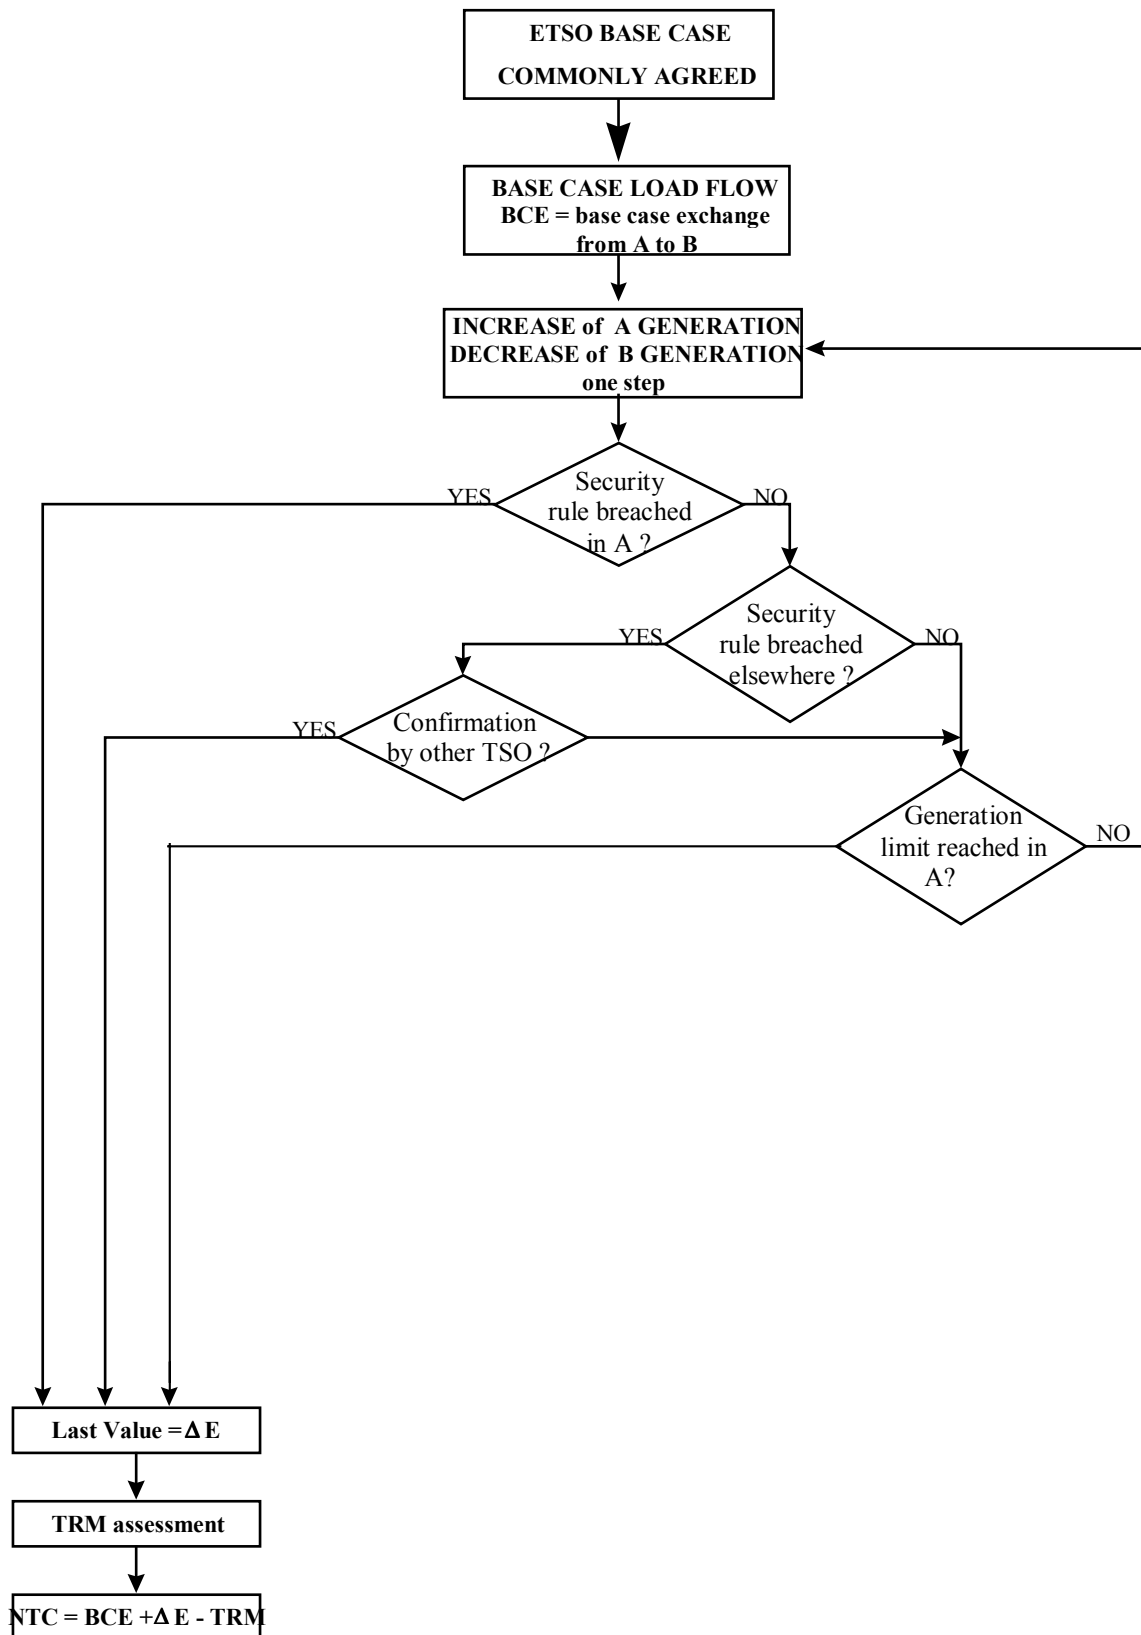 ETSO BASE CASE
COMMONLY AGREED
BASE CASE LOAD FLOW
BCE = base case exchange
from A to B
INCREASE of A GENERATION
DECREASE of B GENERATION
one step
YES
Security
rule breached
in A ?
NO
YES
Security
rule breached
elsewhere ?
NO
YES
Confirmation
by other TSO ?
Generation
limit reached in
A?
NO
Last Value = Δ E
TRM assessment
NTC = BCE + Δ E - TRM